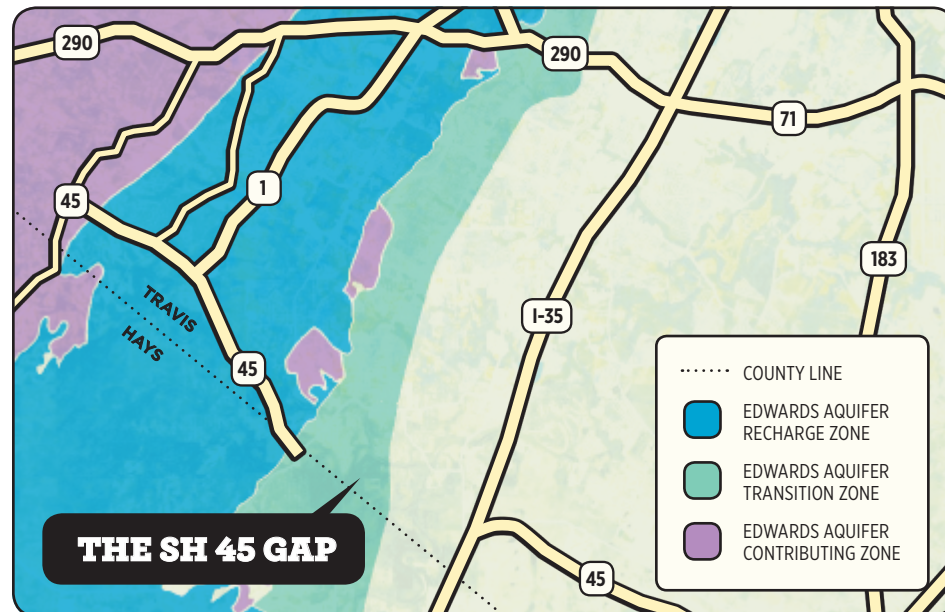 290
290
71
45
1
183
TRAVIS
HAYS
I-35
45
COUNTY LINE
EDWARDS AQUIFER
RECHARGE ZONE
EDWARDS AQUIFER
TRANSITION ZONE
EDWARDS AQUIFER
CONTRIBUTING ZONE
THE SH 45 GAP
45